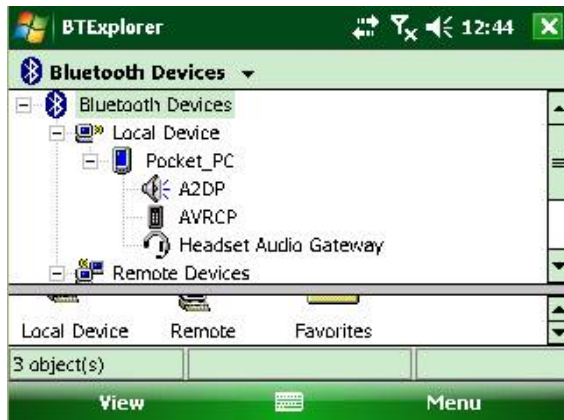 BTExplorer 12:44
Bluetooth Devices
Bluetooth Devices
Local Device
Pocket_PC
A2DP
AVRCP
Headset Audio Gateway
Remote Devices
Local Device Remote Favorites
3 object(s)
View Menu